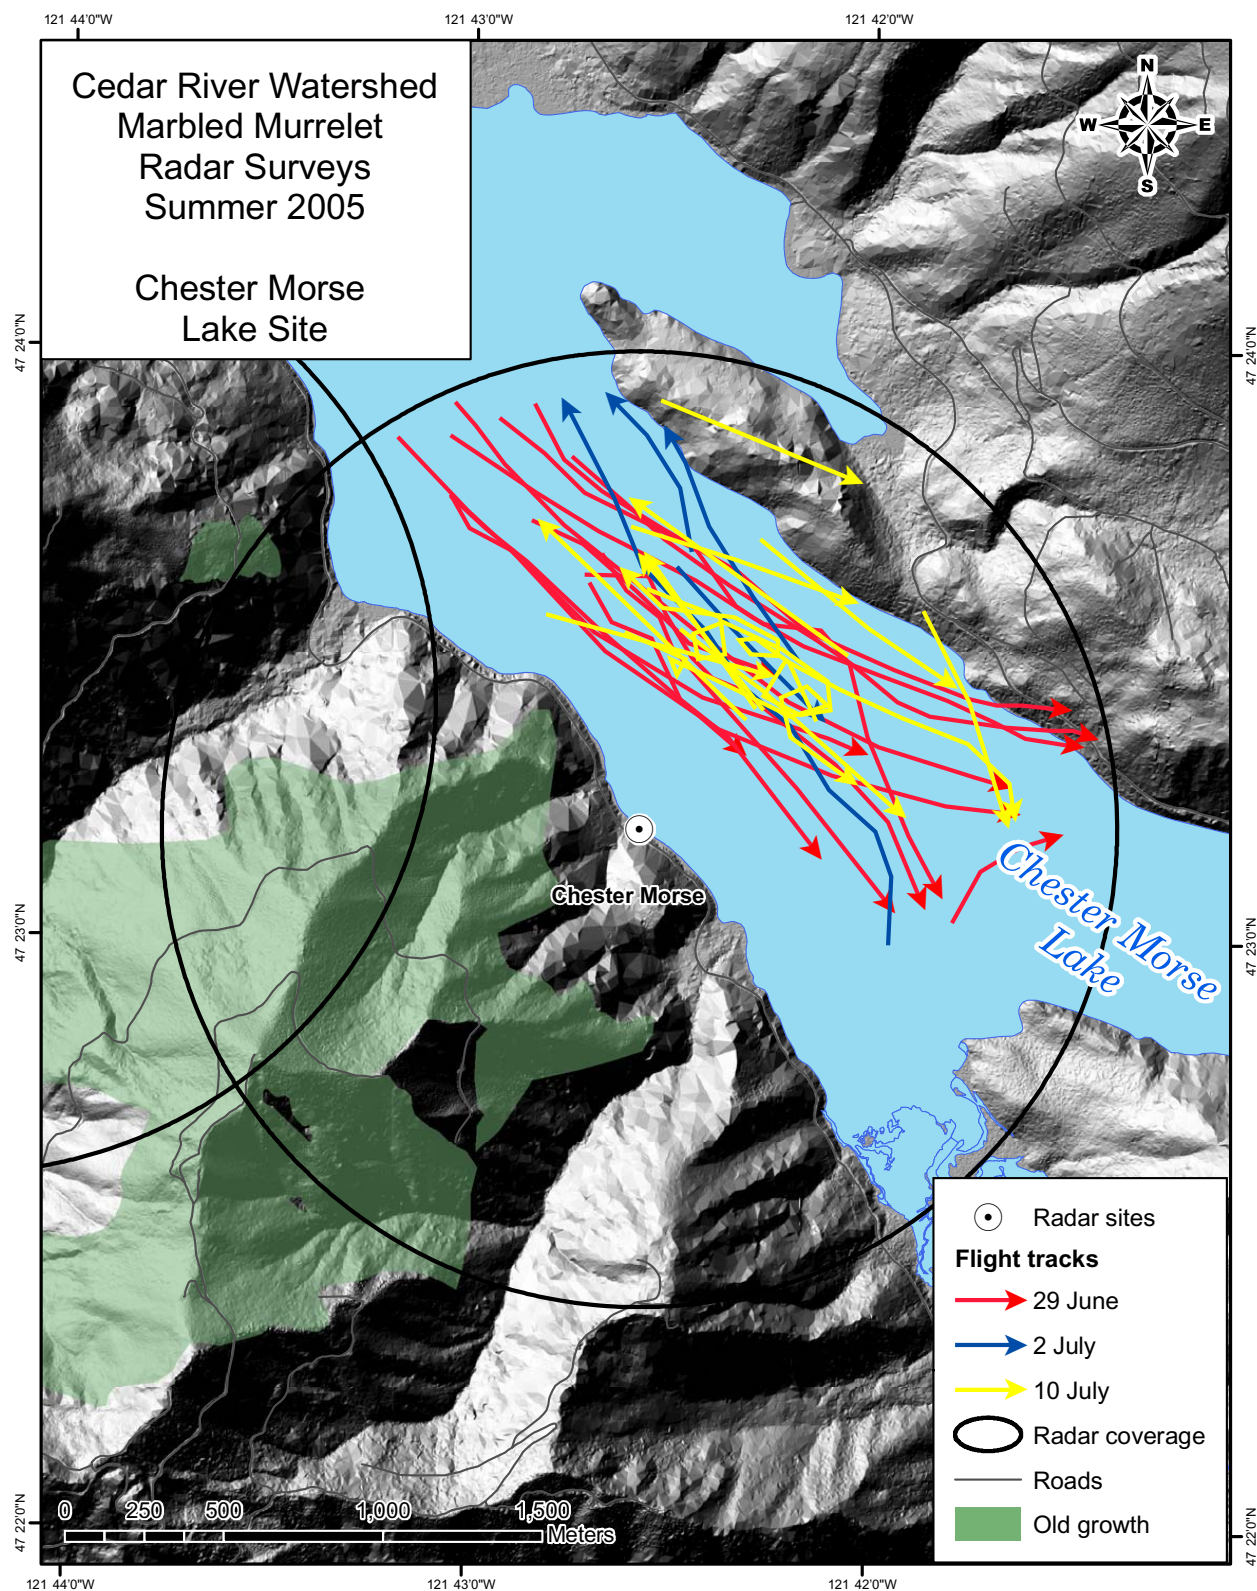 121 44'0"W
121 43'0"W
121 42'0"W
Cedar River Watershed
Marbled Murrelet
Radar Surveys
Summer 2005
Chester Morse
Lake Site
N
W
E
S
47 24'0"N
47 24'0"N
Chester Morse
Chester Morse
Lake
47 23'0"N
47 23'0"N
Radar sites
Flight tracks
29 June
2 July
10 July
Radar coverage
Roads
Old growth
0 250 500 1,000 1,500
Meters
47 22'0"N
47 22'0"N
121 44'0"W
121 43'0"W
121 42'0"W